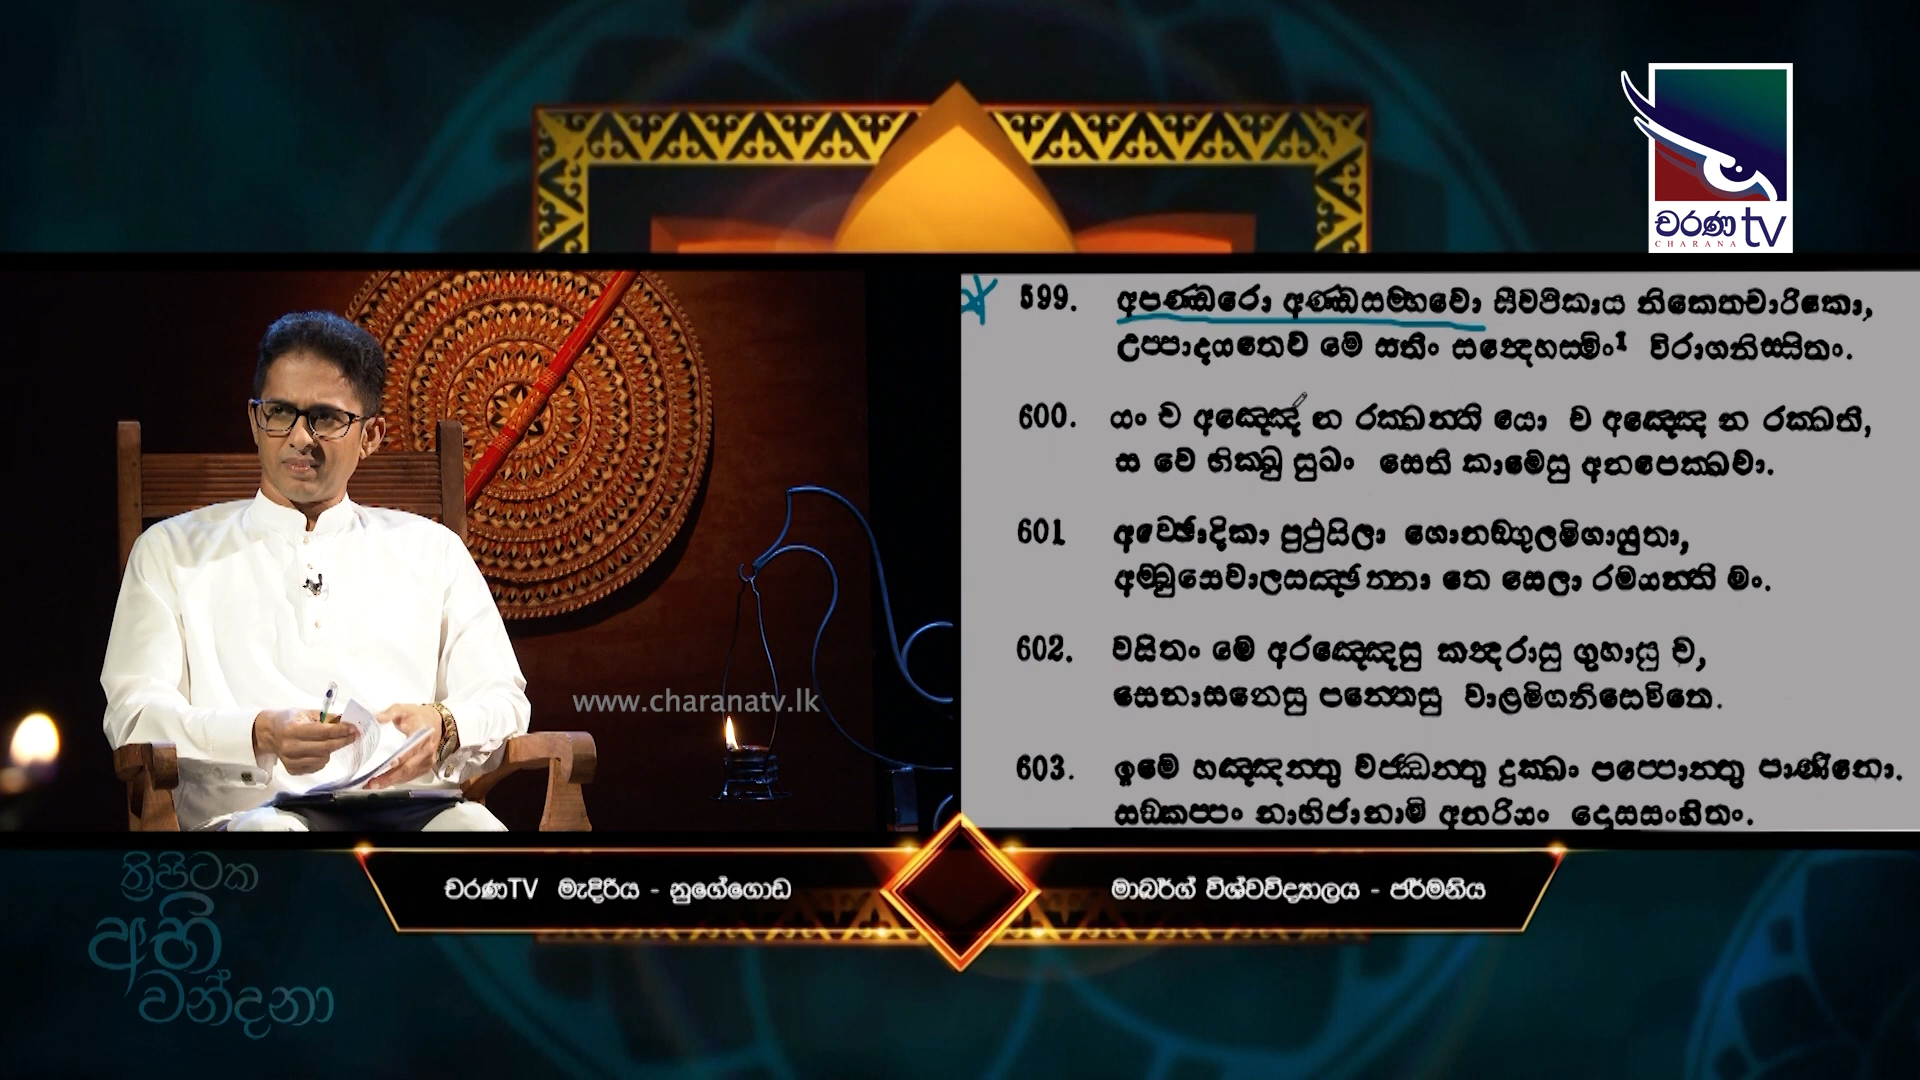 චරණ tv
CHARANA
599. අපණ්ඩරො අණ්ඩසම්භවො සීවථිකාය නිකෙතචාරිකො,
උප්පාදයතෙව මෙ සතිං සන්දෙහස්මිං¹ විරාගනිස්සිතං.
600. යං ච අඤ්ඤෙ න රක්ඛන්ති යො ච අඤ්ඤෙ න රක්ඛති,
ස වෙ භික්ඛු සුඛං සෙති කාමෙසු අනපෙක්ඛවා.
601 අච්ඡොදිකා පුථුසිලා ගොනඞ්ගුලමිගායුතා,
අම්බුසෙවාලසඤ්ඡන්නා තෙ සෙලා රමයන්ති මං.
602. වසිතං මෙ අරඤ්ඤෙසු කන්දරාසු ගුහාසු ච,
සෙනාසනෙසු පන්තෙසු වාළමිගනිසෙවිතෙ.
603. ඉමෙ හඤ්ඤන්තු වජ්ඣන්තු දුක්ඛං පප්පොන්තු පාණිනො.
සඞ්කප්පං නාභිජානාමි අනරියං දොසසංහිතං.
www.charanatv.lk
චරණTV මැදිරිය - නුගේගොඩ
මාබර්ග් විශ්වවිද්‍යාලය - ජර්මනිය
ත්‍රිපිටක
අභි
වන්දනා